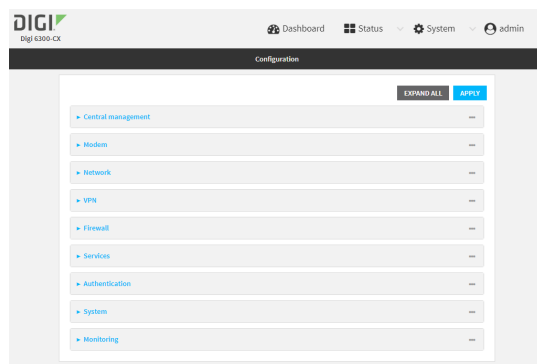 DIGI
Digi 6300-CX
Dashboard Status System admin
Configuration
EXPAND ALL APPLY
Central management
Modem
Network
VPN
Firewall
Services
Authentication
System
Monitoring